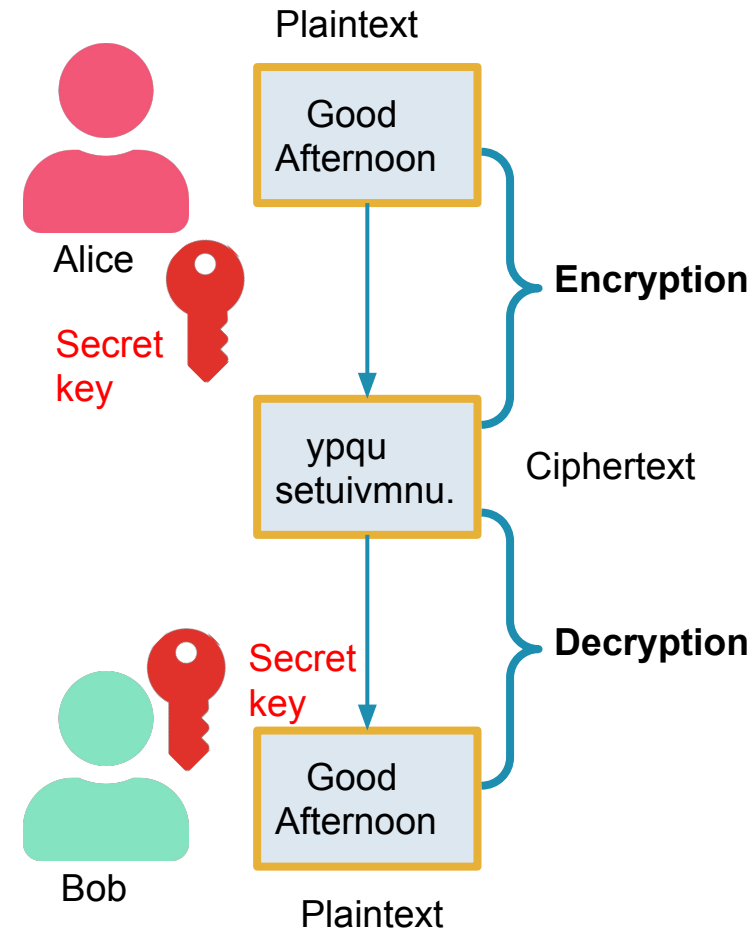 Plaintext
Good
Afternoon
Alice
Encryption
Secret
key
ypqu
setuivmnu.
Ciphertext
Decryption
Secret
key
Good
Afternoon
Bob
Plaintext